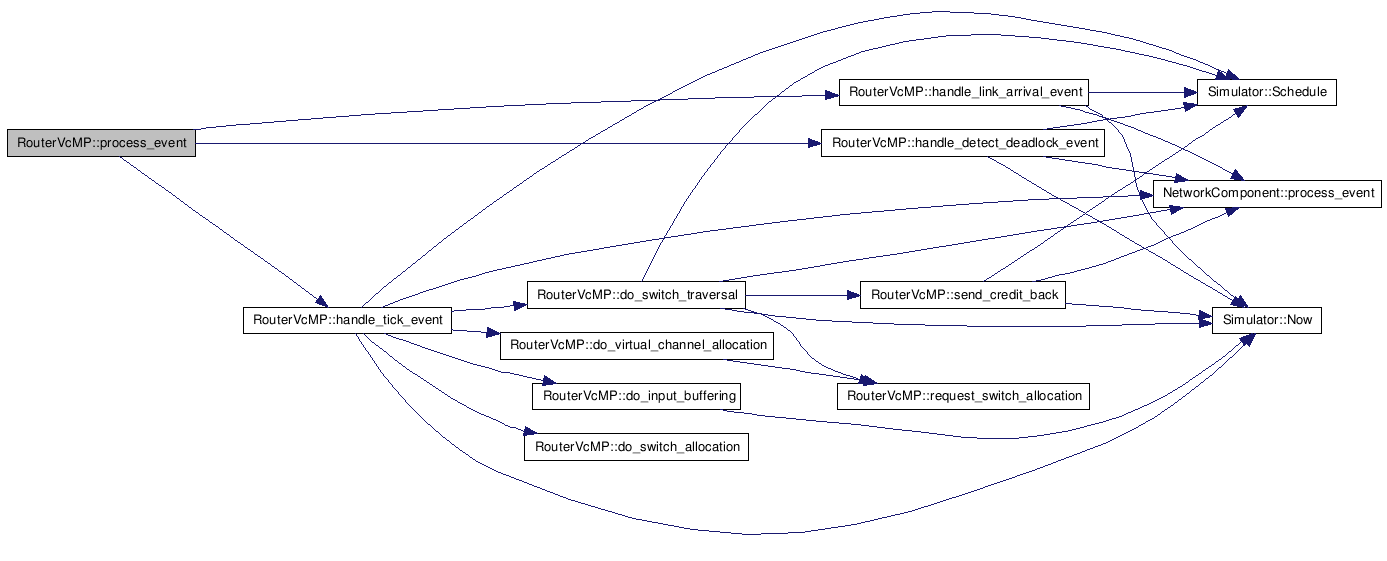 RouterVcMP::process_event
RouterVcMP::handle_link_arrival_event
Simulator::Schedule
RouterVcMP::handle_detect_deadlock_event
NetworkComponent::process_event
RouterVcMP::handle_tick_event
RouterVcMP::do_switch_traversal
RouterVcMP::send_credit_back
Simulator::Now
RouterVcMP::do_virtual_channel_allocation
RouterVcMP::do_input_buffering
RouterVcMP::request_switch_allocation
RouterVcMP::do_switch_allocation